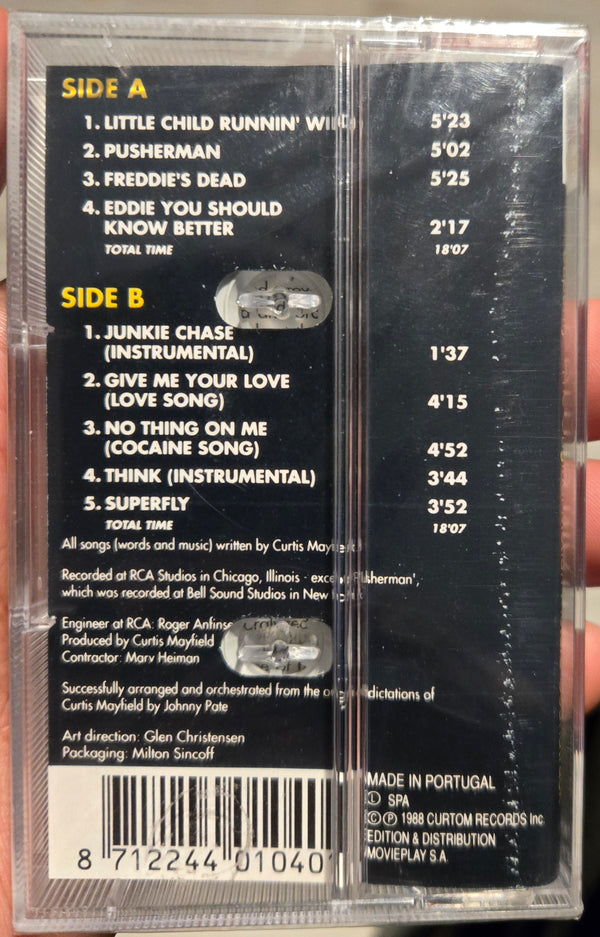 SIDE A
1. LITTLE CHILD RUNNIN' WILD 5'23
2. PUSHERMAN 5'02
3. FREDDIE'S DEAD 5'25
4. EDDIE YOU SHOULD
KNOW BETTER 2'17
TOTAL TIME 18'07
SIDE B
1. JUNKIE CHASE
(INSTRUMENTAL) 1'37
2. GIVE ME YOUR LOVE
(LOVE SONG) 4'15
3. NO THING ON ME
(COCAINE SONG) 4'52
4. THINK (INSTRUMENTAL) 3'44
5. SUPERFLY 3'52
TOTAL TIME 18'07
All songs (words and music) written by Curtis Mayfield
Recorded at RCA Studios in Chicago, Illinois - except 'Pusherman',
which was recorded at Bell Sound Studios in New York
Engineer at RCA: Roger
Produced by Curtis Mayfield
Contractor: Marv Heiman
Successfully arranged and orchestrated from the original dictations of
Curtis Mayfield by Johnny Pate
Art direction: Glen Christensen
Packaging: Milton Sincoff
MADE IN PORTUGAL
Ⓛ SPA
© Ⓟ 1988 CURTOM RECORDS Inc
EDITION & DISTRIBUTION
MOVIEPLAY S.A
8 712244 010401